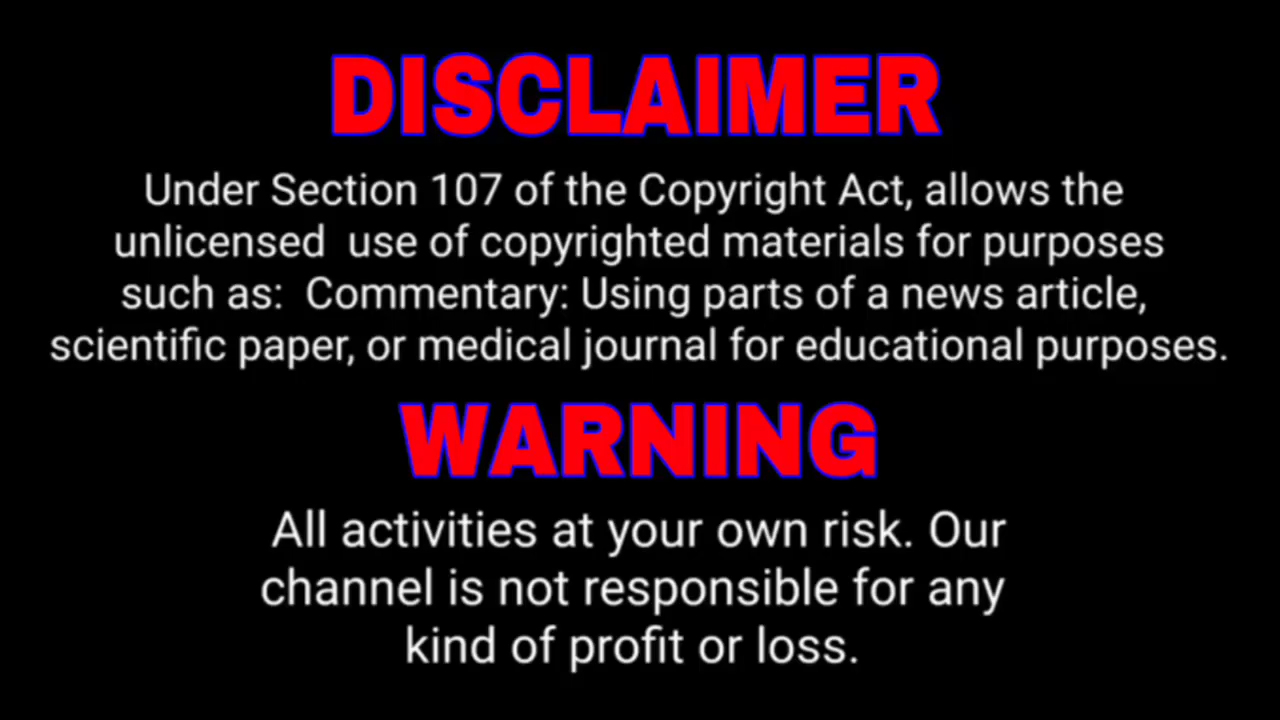 DISCLAIMER
Under Section 107 of the Copyright Act, allows the
unlicensed  use of copyrighted materials for purposes
such as:  Commentary: Using parts of a news article,
scientific paper, or medical journal for educational purposes.
WARNING
All activities at your own risk. Our
channel is not responsible for any
kind of profit or loss.